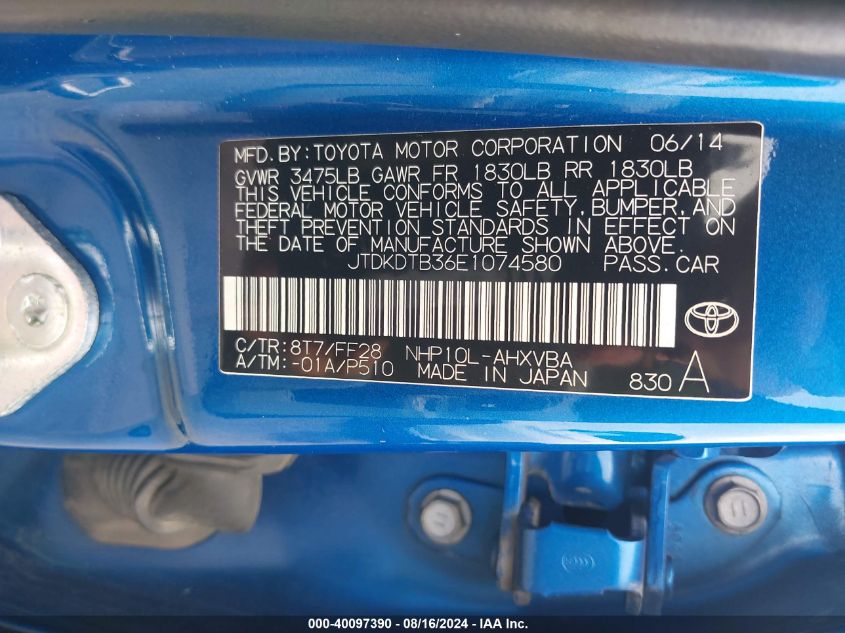 MFD.BY:TOYOTA MOTOR CORPORATION 06/14
GVWR 3475LB GAWR FR 1830LB RR 1830LB
THIS VEHICLE CONFORMS TO ALL APPLICABLE
FEDERAL MOTOR VEHICLE SAFETY,BUMPER,AND
THEFT PREVENTION STANDARDS IN EFFECT ON
THE DATE OF MANUFACTURE SHOWN ABOVE.
JTDKDTB36E1074580 PASS.CAR
C/TR:8T7/FF28 NHP10L-AHXVBA
A/TM:-01A/P510 MADE IN JAPAN 830 A
000-40097390 - 08/16/2024 - IAA Inc.